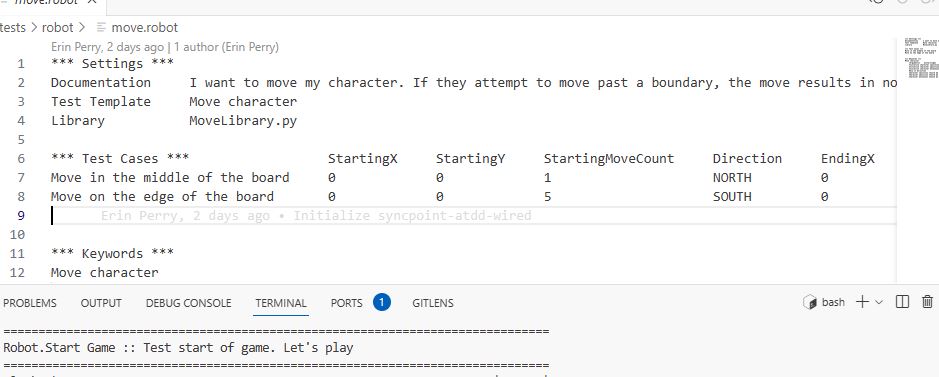 move.robot
tests > robot > move.robot
Erin Perry, 2 days ago | 1 author (Erin Perry)
1 *** Settings ***
2 Documentation I want to move my character. If they attempt to move past a boundary, the move results in no
3 Test Template Move character
4 Library MoveLibrary.py
5
6 *** Test Cases *** StartingX StartingY StartingMoveCount Direction EndingX
7 Move in the middle of the board 0 0 1 NORTH 0
8 Move on the edge of the board 0 0 5 SOUTH 0
9 Erin Perry, 2 days ago • Initialize syncpoint-atdd-wired
10
11 *** Keywords ***
12 Move character
PROBLEMS OUTPUT DEBUG CONSOLE TERMINAL PORTS 1 GITLENS bash
==============================================================================
Robot.Start Game :: Test start of game. Let's play
==============================================================================